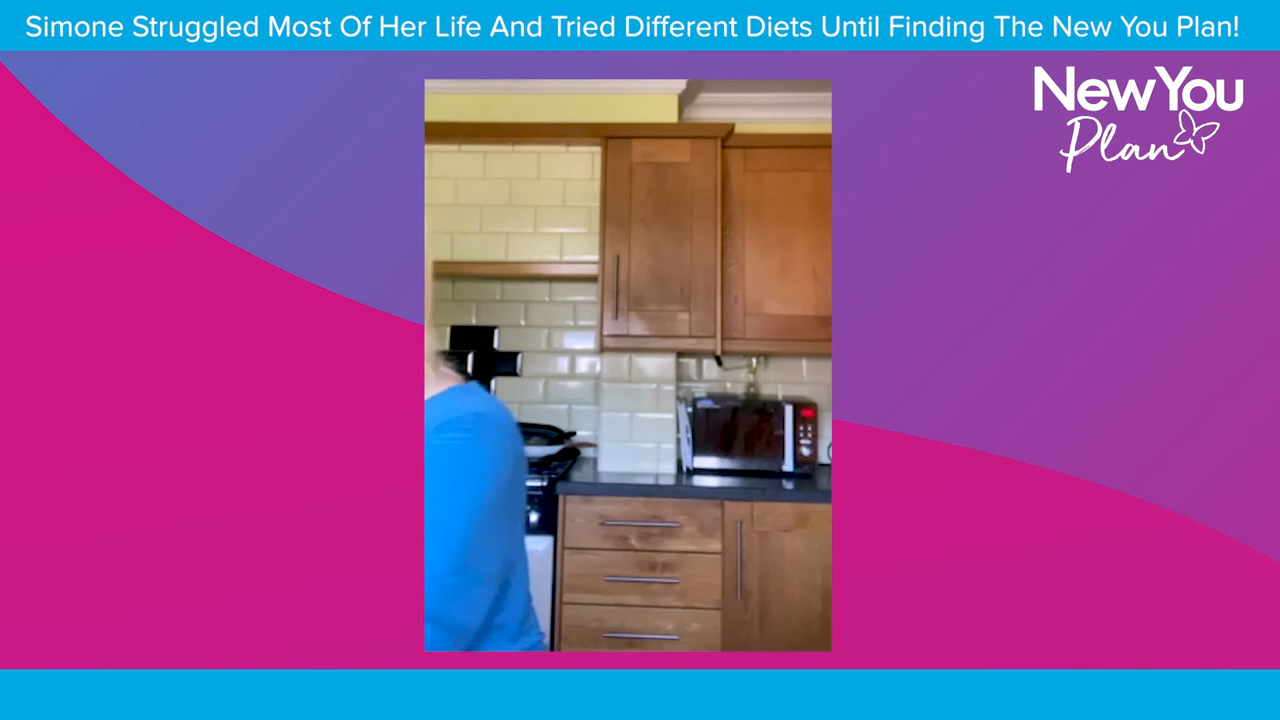 Simone Struggled Most Of Her Life And Tried Different Diets Until Finding The New You Plan!
NewYou
Plan